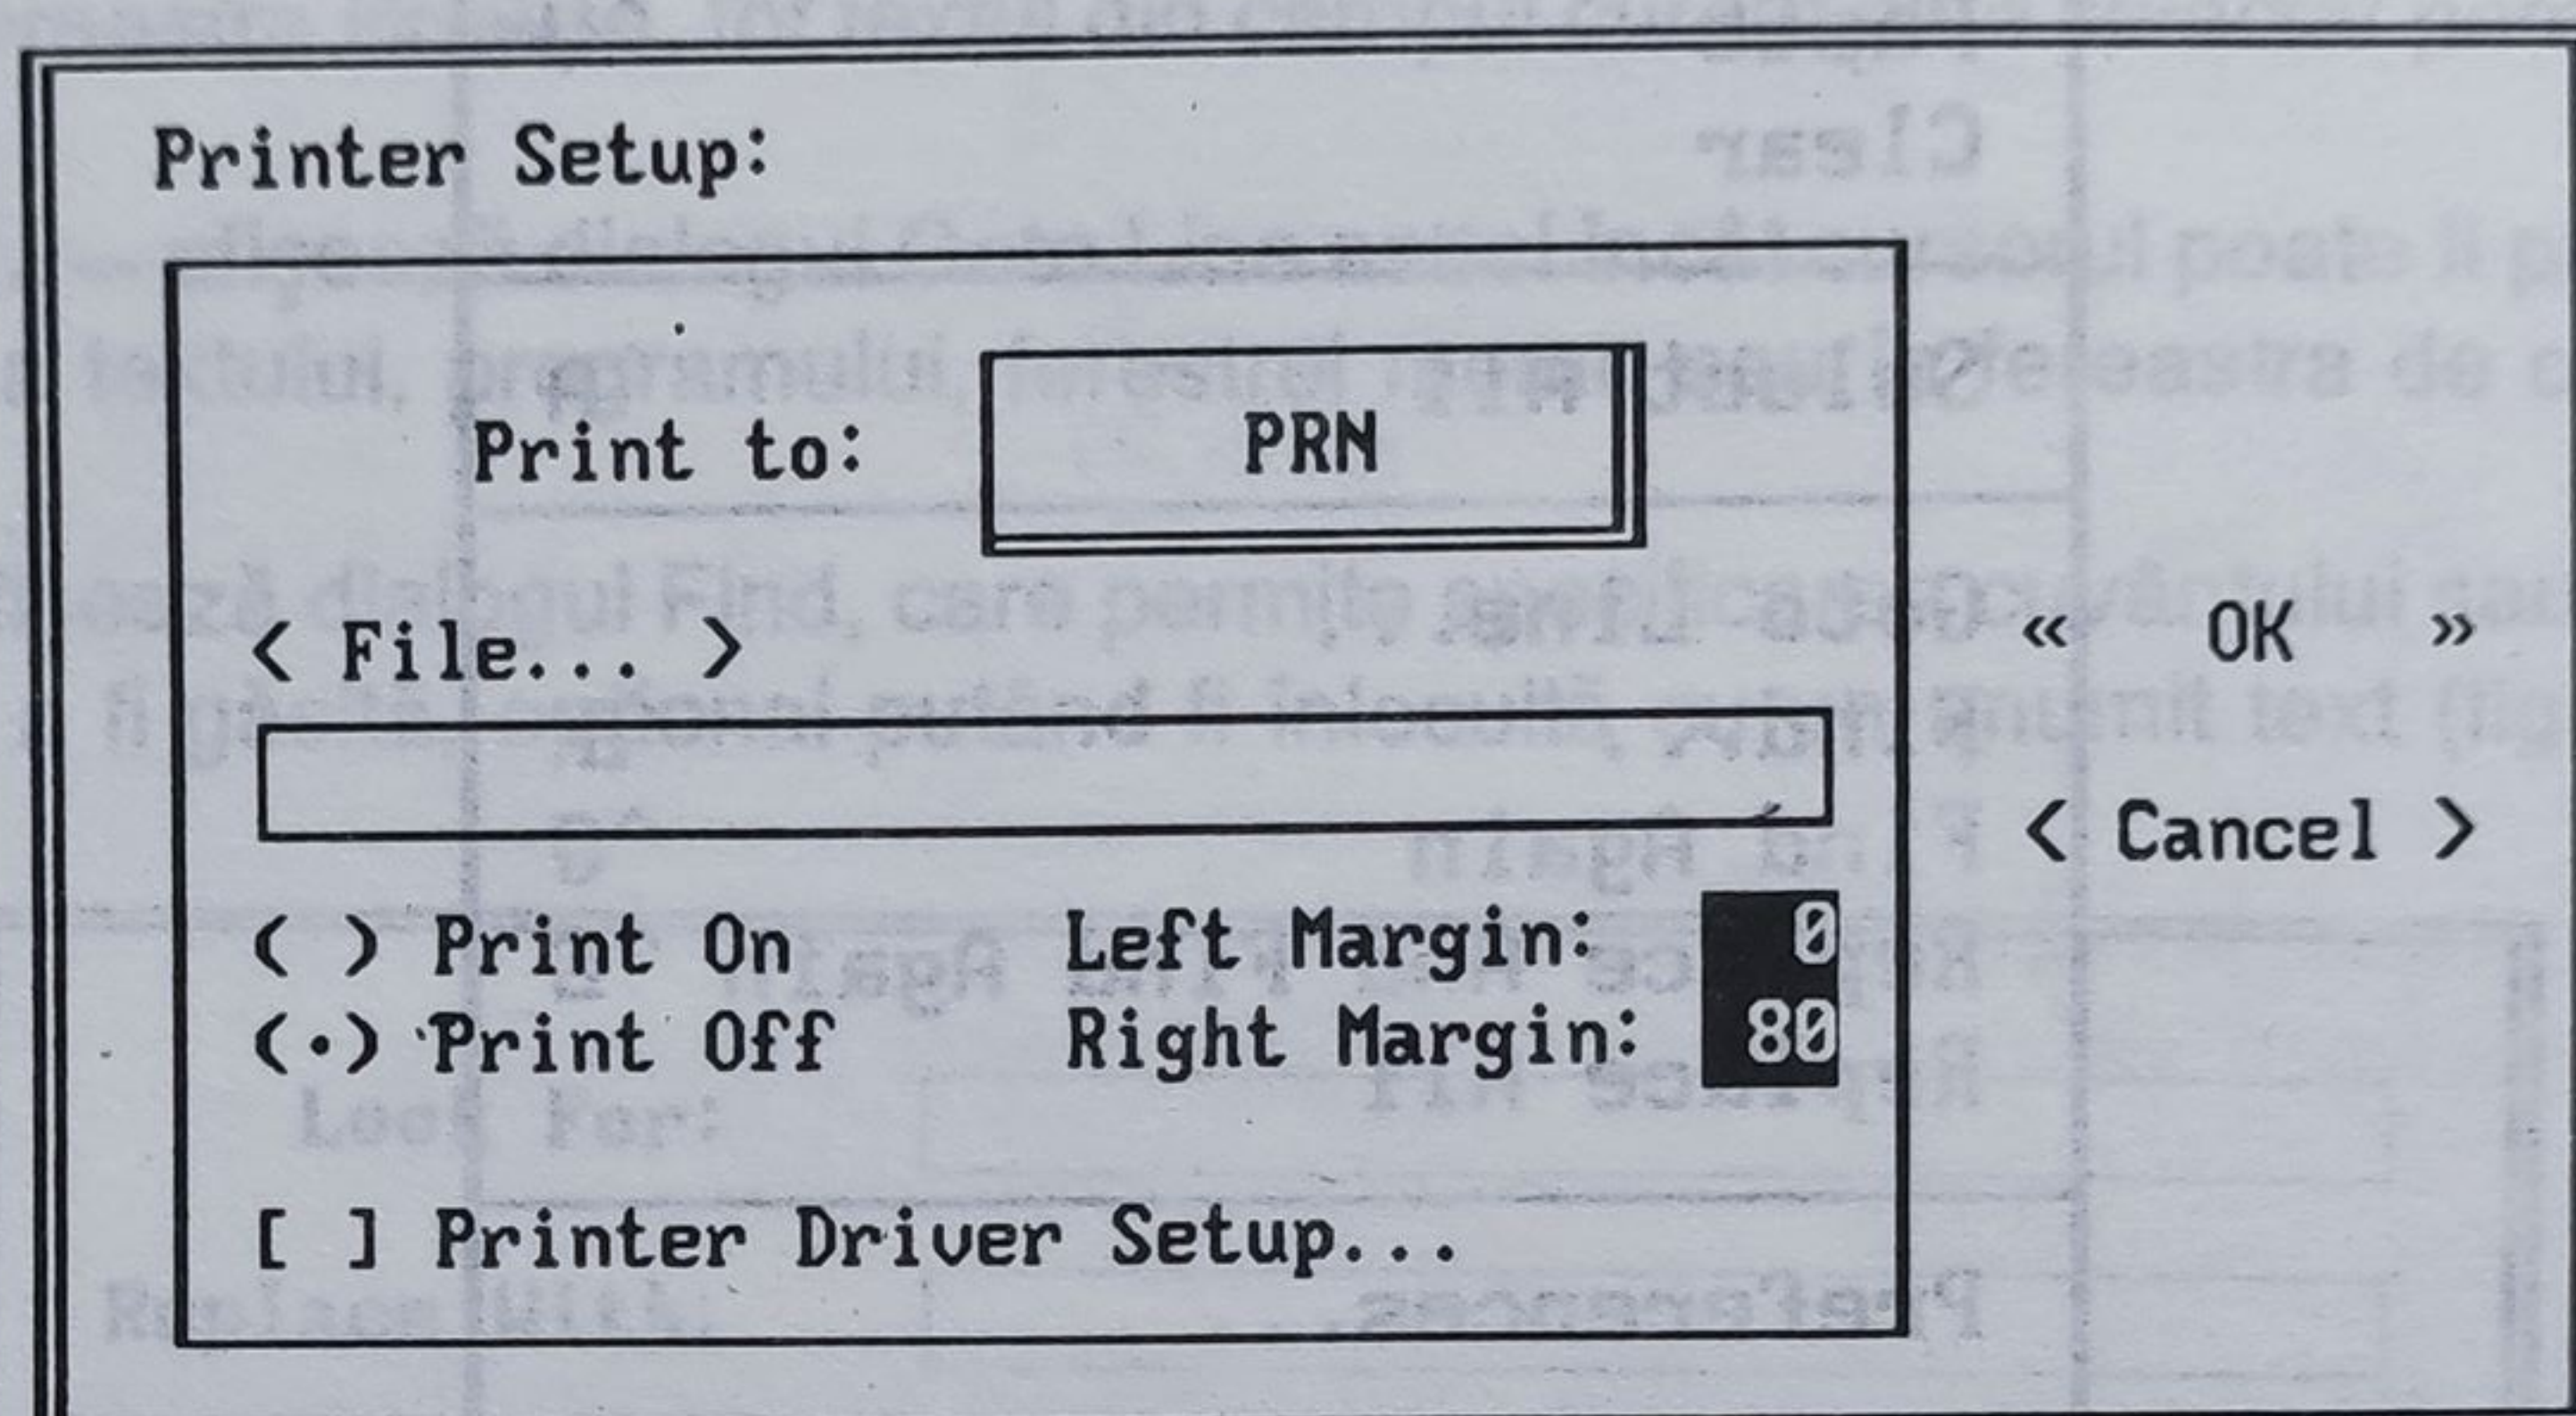 Printer Setup:
Print to: PRN
< File... >
« OK »
< Cancel >
( ) Print On Left Margin: 0
(·) Print Off Right Margin: 80
[ ] Printer Driver Setup...